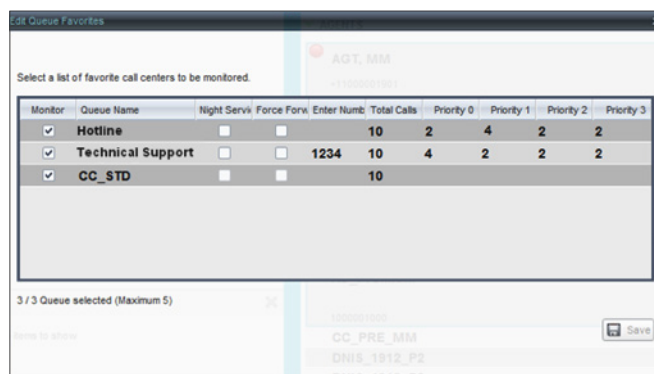 Edit Queue Favorites
AGENTS
AGT, MM
+11000001001
Select a list of favorite call centers to be monitored.
Monitor Queue Name Night Servi Force Forw Enter Numb Total Calls Priority 0 Priority 1 Priority 2 Priority 3
Hotline 10 2 4 2 2
Technical Support 1234 10 4 2 2 2
CC_STD 10
3 / 3 Queue selected (Maximum 5)
items to show
Save
CC_PRE_MM
DNIS_1912_P2